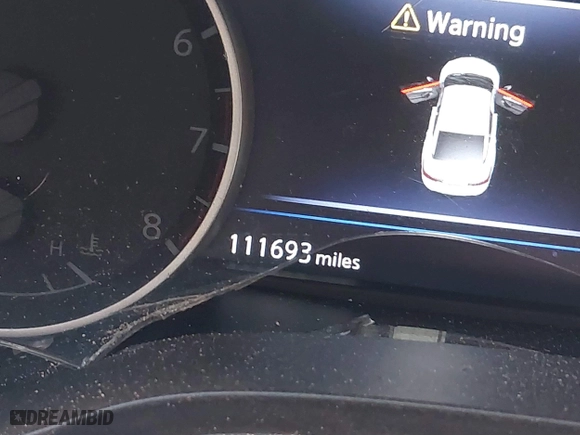 Warning
6
7
8
H
111693 miles
DREAMBID